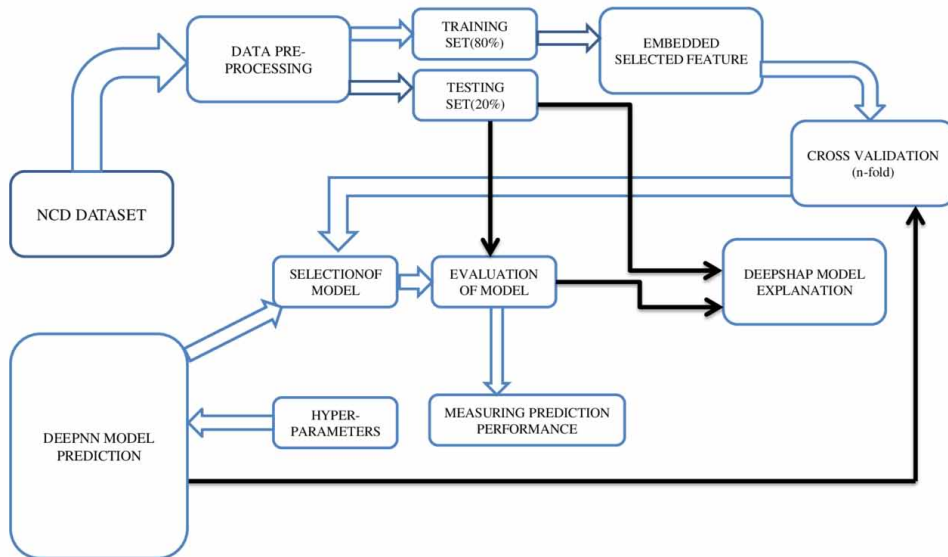 DATA PRE-
PROCESSING
TRAINING
SET(80%)
EMBEDDED
SELECTED FEATURE
TESTING
SET(20%)
CROSS VALIDATION
(n-fold)
NCD DATASET
SELECTIONOF
MODEL
EVALUATION
OF MODEL
DEEPSHAP MODEL
EXPLANATION
HYPER-
PARAMETERS
MEASURING PREDICTION
PERFORMANCE
DEEPNN MODEL
PREDICTION